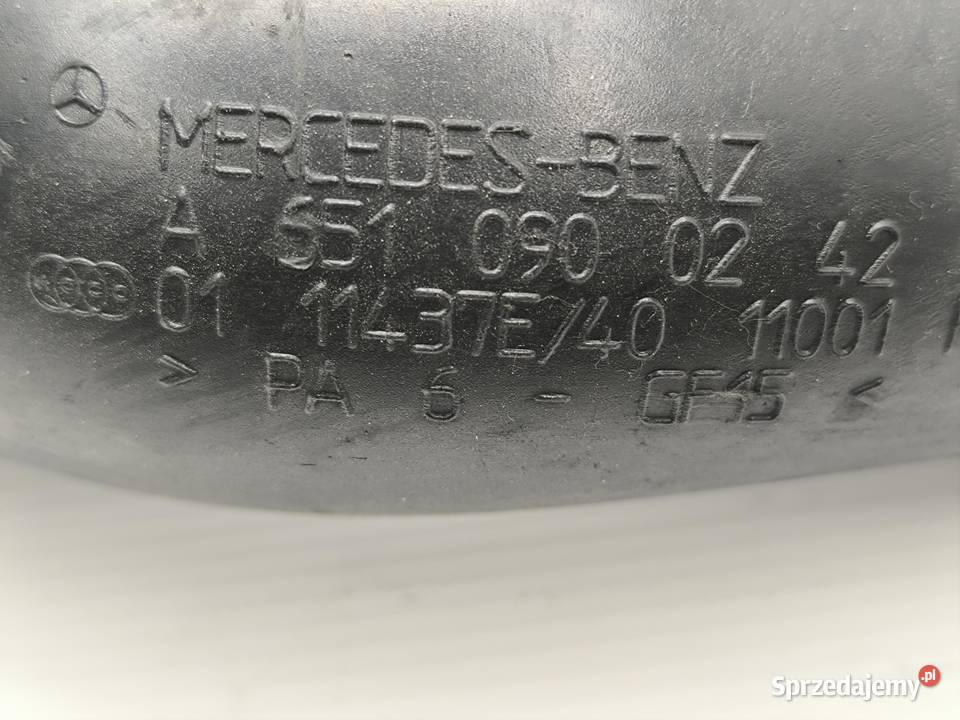 MERCEDES-BENZ
A 651 090 02 42
01 11437E/40 11001
> PA 6 - GF15 <
Sprzedajemy.pl